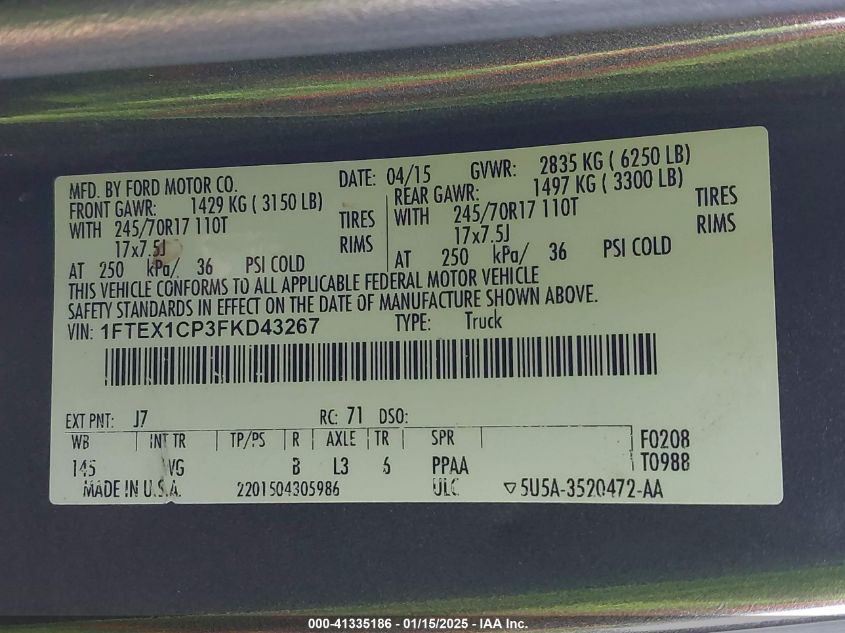 MFD. BY FORD MOTOR CO. DATE: 04/15 GVWR: 2835 KG ( 6250 LB)
FRONT GAWR: 1429 KG ( 3150 LB) REAR GAWR: 1497 KG ( 3300 LB)
WITH 245/70R17 110T TIRES WITH 245/70R17 110T TIRES
17x7.5J RIMS 17x7.5J RIMS
AT 250 kPa/ 36 PSI COLD AT 250 kPa/ 36 PSI COLD
THIS VEHICLE CONFORMS TO ALL APPLICABLE FEDERAL MOTOR VEHICLE
SAFETY STANDARDS IN EFFECT ON THE DATE OF MANUFACTURE SHOWN ABOVE.
VIN: 1FTEX1CP3FKD43267 TYPE: Truck
EXT PNT: J7 RC: 71 DSO:
WB INT TR TP/PS R AXLE TR SPR F0208
145 VG B L3 6 PPAA T0988
MADE IN U.S.A. 2201504305986 ULC ▽5U5A-3520472-AA
000-41335186 - 01/15/2025 - IAA Inc.